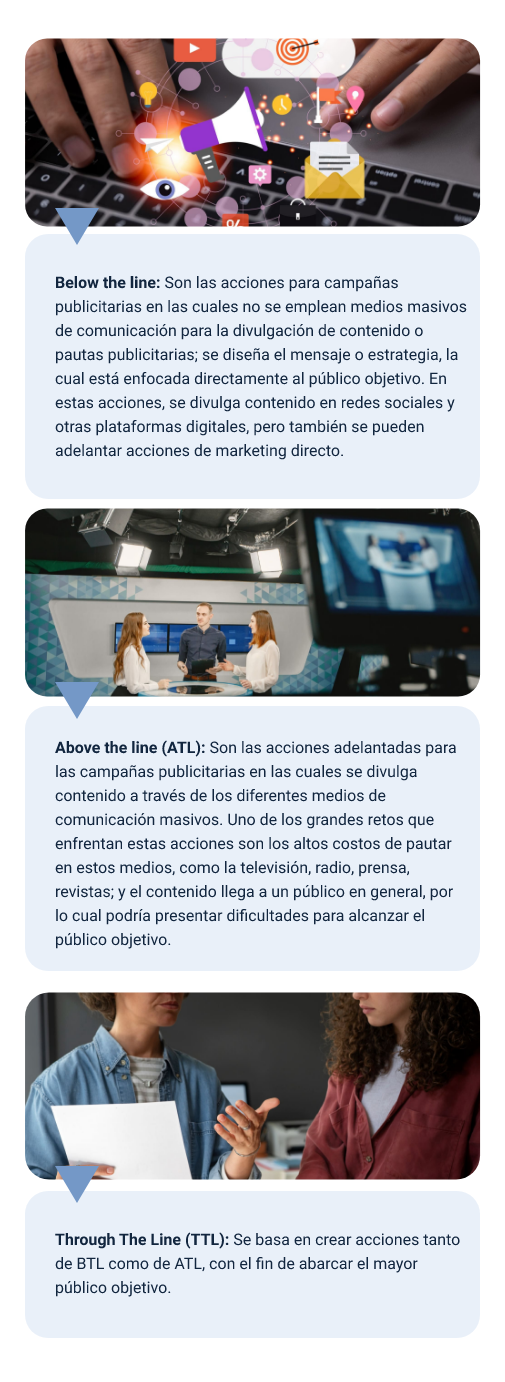 %
Below the line: Son las acciones para campañas
publicitarias en las cuales no se emplean medios masivos
de comunicación para la divulgación de contenido o
pautas publicitarias; se diseña el mensaje o estrategia, la
cual está enfocada directamente al público objetivo. En
estas acciones, se divulga contenido en redes sociales y
otras plataformas digitales, pero también se pueden
adelantar acciones de marketing directo.
Above the line (ATL): Son las acciones adelantadas para
las campañas publicitarias en las cuales se divulga
contenido a través de los diferentes medios de
comunicación masivos. Uno de los grandes retos que
enfrentan estas acciones son los altos costos de pautar
en estos medios, como la televisión, radio, prensa,
revistas; y el contenido llega a un público en general, por
lo cual podría presentar dificultades para alcanzar el
público objetivo.
Through The Line (TTL): Se basa en crear acciones tanto
de BTL como de ATL, con el fin de abarcar el mayor
público objetivo.